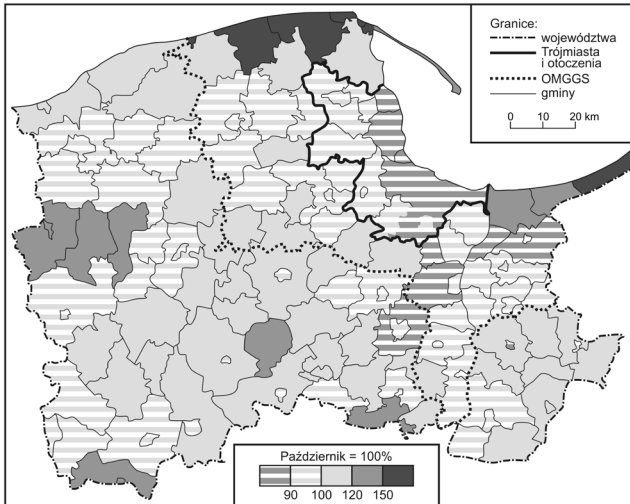 Granice:
województwa
Trójmiasta
i otoczenia
OMGGS
gminy
0 10 20 km
Październik = 100%
90 100 120 150